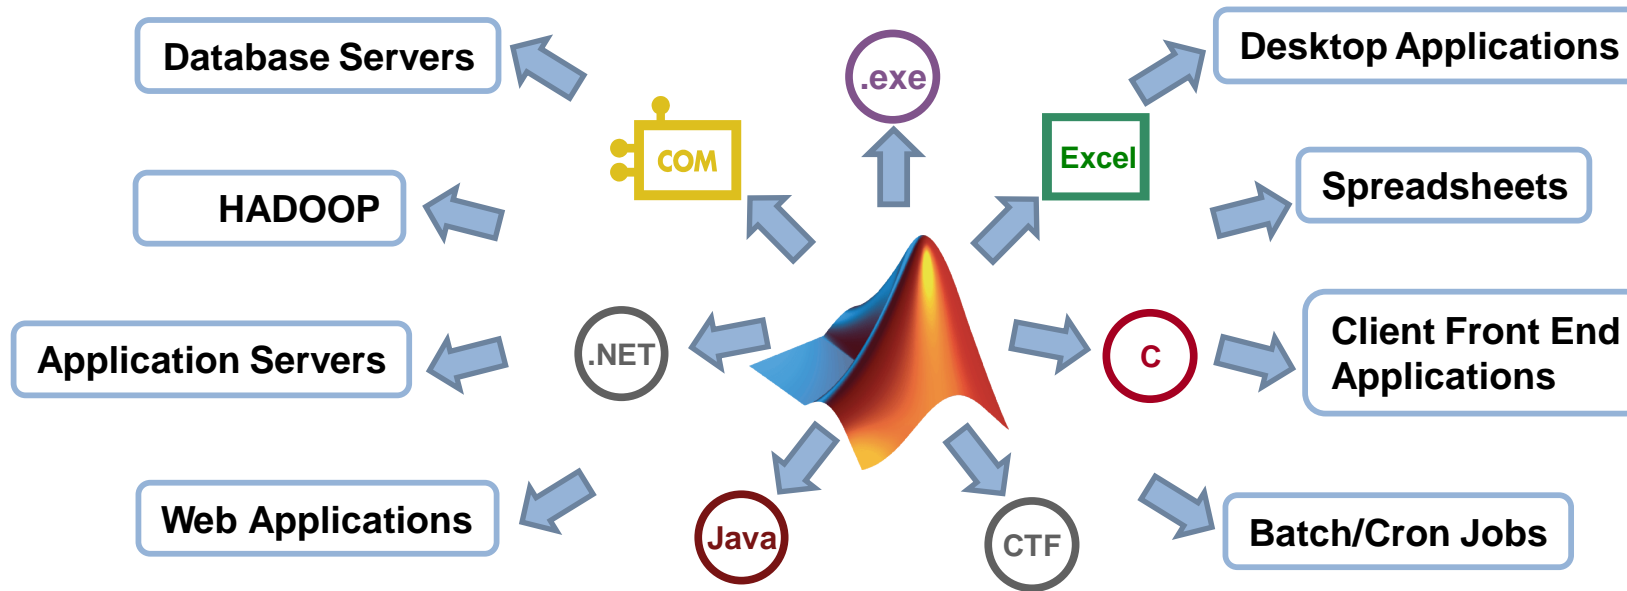 Database Servers
.exe
Desktop Applications
COM
Excel
HADOOP
Spreadsheets
Application Servers
.NET
C
Client Front End
Applications
Web Applications
Java
CTF
Batch/Cron Jobs